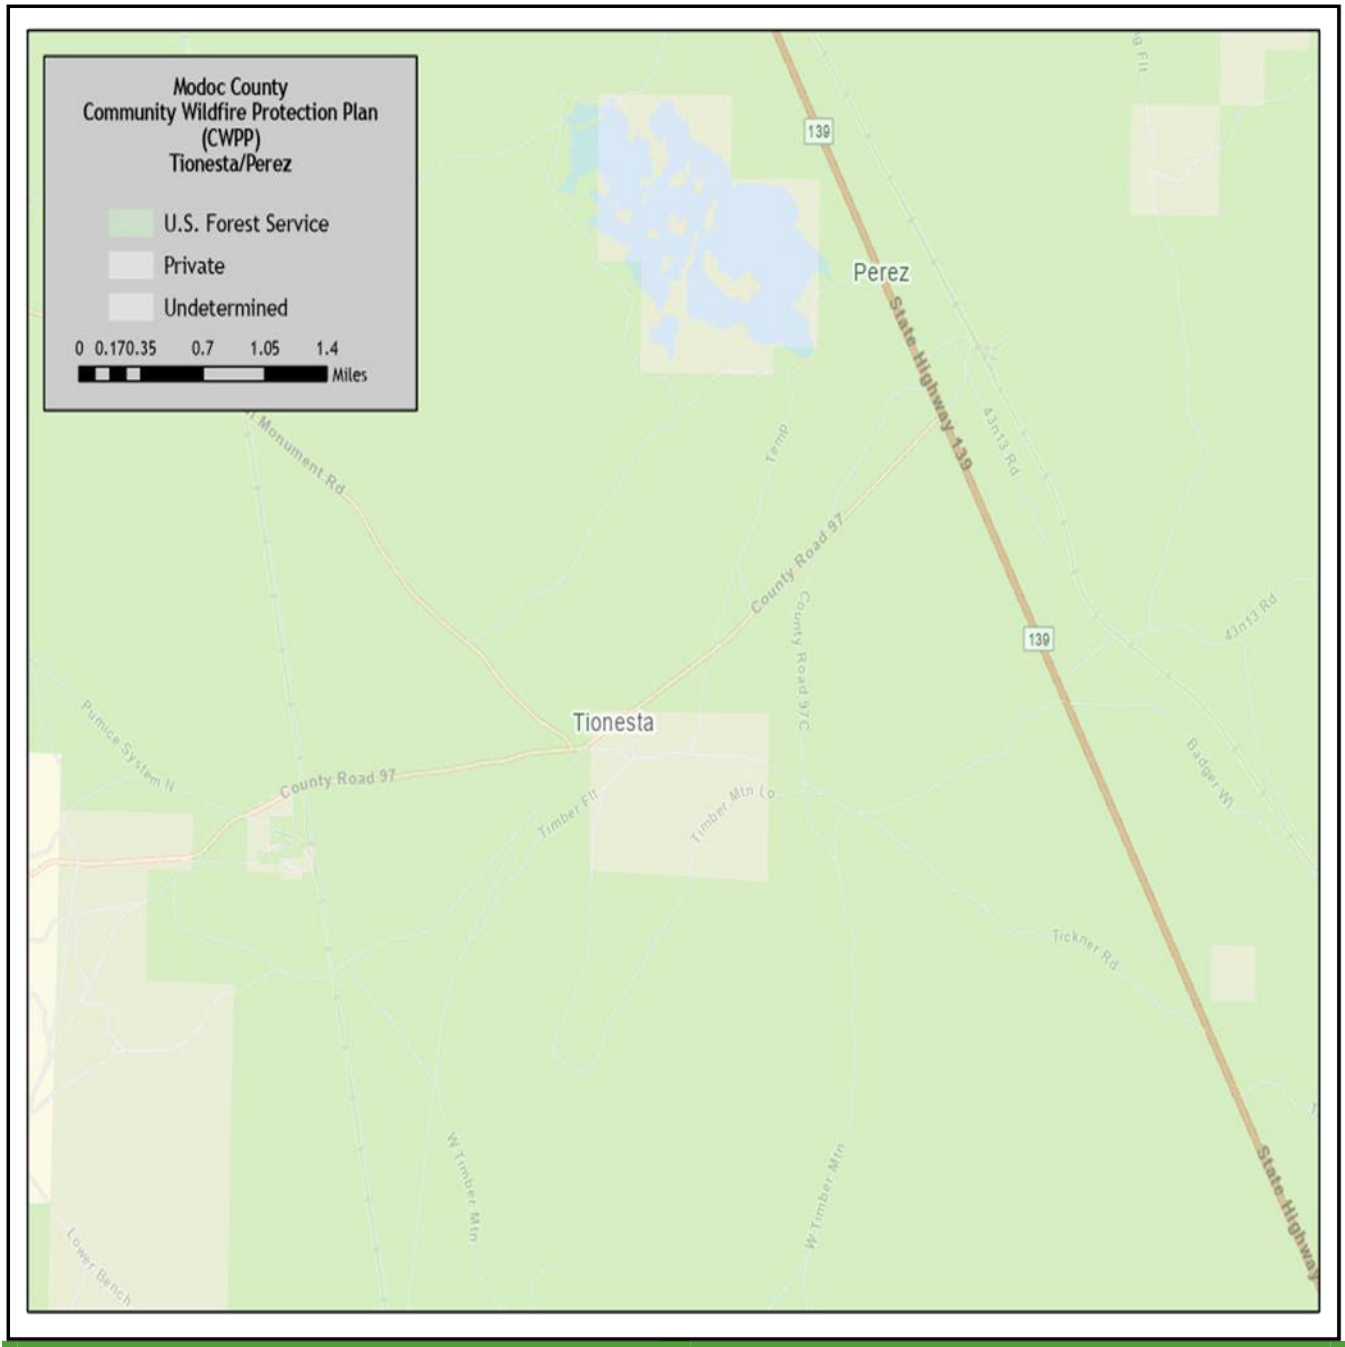 Modoc County
Community Wildfire Protection Plan
(CWPP)
Tionesta/Perez
U.S. Forest Service
Private
Undetermined
0 0.170.35 0.7 1.05 1.4
Miles
g Flt
139
Perez
State Highway 139
Monument Rd
43n13 Rd
Temp
County Road 97
County Road 97C
43n13 Rd
139
Tionesta
Pumice System N
County Road 97
Timber Flt
Timber Mtn Lo
Badger Wl
Tickner Rd
W Timber Mtn
W Timber Mtn
State Highway
Lower Bench